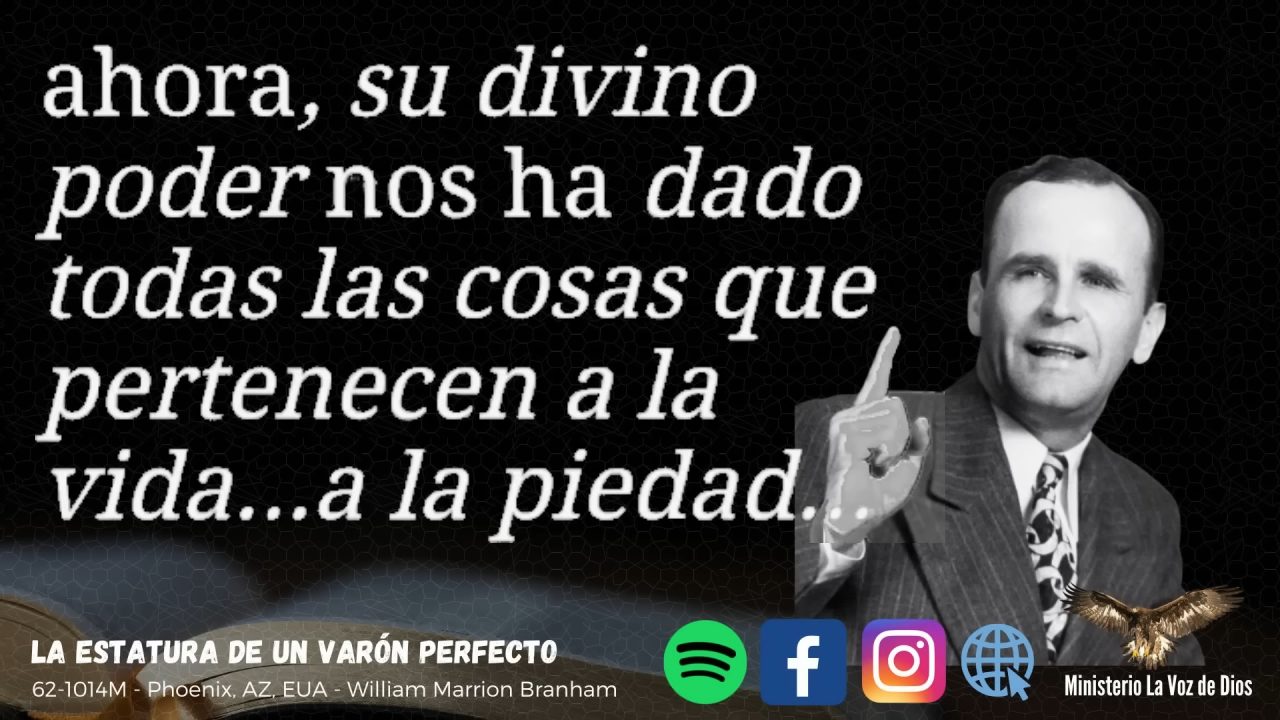 ahora, su divino
poder nos ha dado
todas las cosas que
pertenecen a la
vida...a la piedad...
LA ESTATURA DE UN VARÓN PERFECTO
62-1014M - Phoenix, AZ, EUA - William Marrion Branham
Ministerio La Voz de Dios